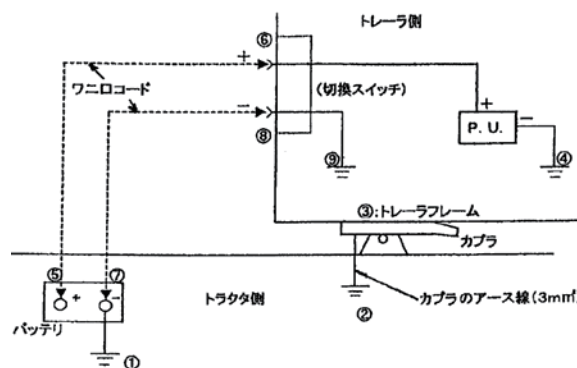 トレーラ側
⑥
+
ワニ口コード
(切換スイッチ)
−
+
P. U.
−
⑧
⑨
④
③:トレーラフレーム
カプラ
⑤
⑦
+
−
トラクタ側
カプラのアース線(3m㎡)
②
バッテリ
①